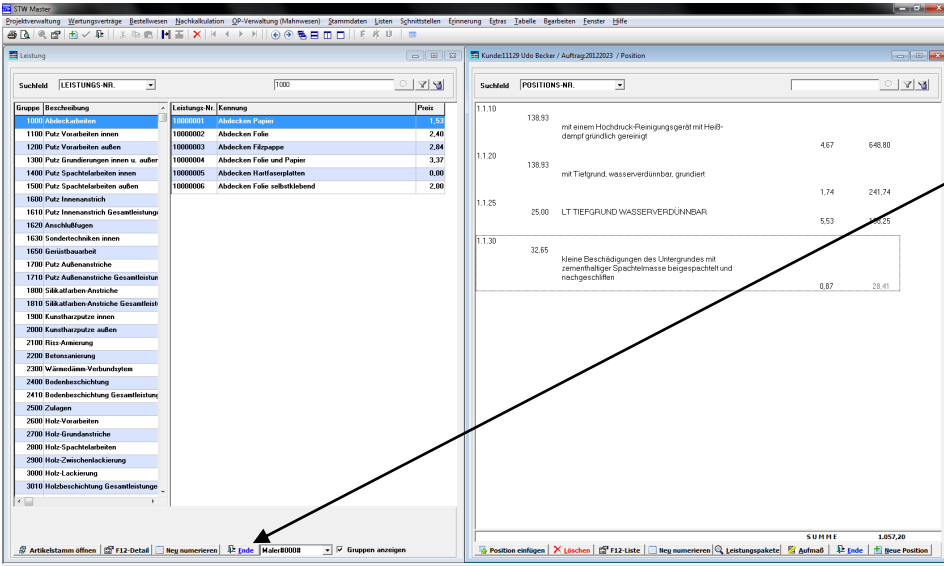 STW Master
Projektverwaltung Wartungsverträge Bestellwesen Nachkalkulation OP-Verwaltung (Mahnwesen) Stammdaten Listen Schnittstellen Erinnerung Extras Tabelle Bearbeiten Fenster Hilfe
F K U
Leistung
Suchfeld LEISTUNGS-NR. 1000
Gruppe Beschreibung
1000 Abdeckarbeiten
1100 Putz Vorarbeiten innen
1200 Putz Vorarbeiten außen
1300 Putz Grundierungen innen u. außer
1400 Putz Spachtelarbeiten innen
1500 Putz Spachtelarbeiten außen
1600 Putz Innenanstrich
1610 Putz Innenanstrich Gesamtleistung
1620 Anschlußfugen
1630 Sondertechniken innen
1650 Gerüstbauarbeit
1700 Putz Außenanstriche
1710 Putz Außenanstriche Gesamtleistun
1800 Silikatfarben-Anstriche
1810 Silikatfarben-Anstriche Gesamtleist
1900 Kunstharzputze innen
2000 Kunstharzputze außen
2100 Riss-Armierung
2200 Betonsanierung
2300 Wärmedämm-Verbundsytem
2400 Bodenbeschichtung
2410 Bodenbeschichtung Gesamtleistung
2500 Zulagen
2600 Holz-Vorarbeiten
2700 Holz-Grundanstriche
2800 Holz-Spachtelarbeiten
2900 Holz-Zwischenlackierung
3000 Holz-Lackierung
3010 Holzbeschichtung Gesamtleistunge
Leistungs-Nr. Kennung Preis
10000001 Abdecken Papier 1,53
10000002 Abdecken Folie 2,40
10000003 Abdecken Filzpappe 2,84
10000004 Abdecken Folie und Papier 3,37
10000005 Abdecken Hartfaserplatten 0,00
10000006 Abdecken Folie selbstklebend 2,00
Artikelstamm öffnen F12-Detail Neu numerieren Ende Maler#000# Gruppen anzeigen
Kunde:11129 Udo Becker / Auftrag:20122023 / Position
Suchfeld POSITIONS-NR.
1.1.10
138,93
mit einem Hochdruck-Reinigungsgerät mit Heiß-
dampf gründlich gereinigt
4,67 648,80
1.1.20
138,93
mit Tiefgrund, wasserverdünnbar, grundiert
1,74 241,74
1.1.25
25,00 LT TIEFGRUND WASSERVERDÜNNBAR
5,53
1.1.30
32,65
kleine Beschädigungen des Untergrundes mit
zementhaltiger Spachtelmasse beigespachtelt und
nachgeschliffen
0,87 28,41
SUMME 1.057,20
Position einfügen Löschen F12-Liste Neu numerieren Leistungspakete Aufmaß Ende Neue Position